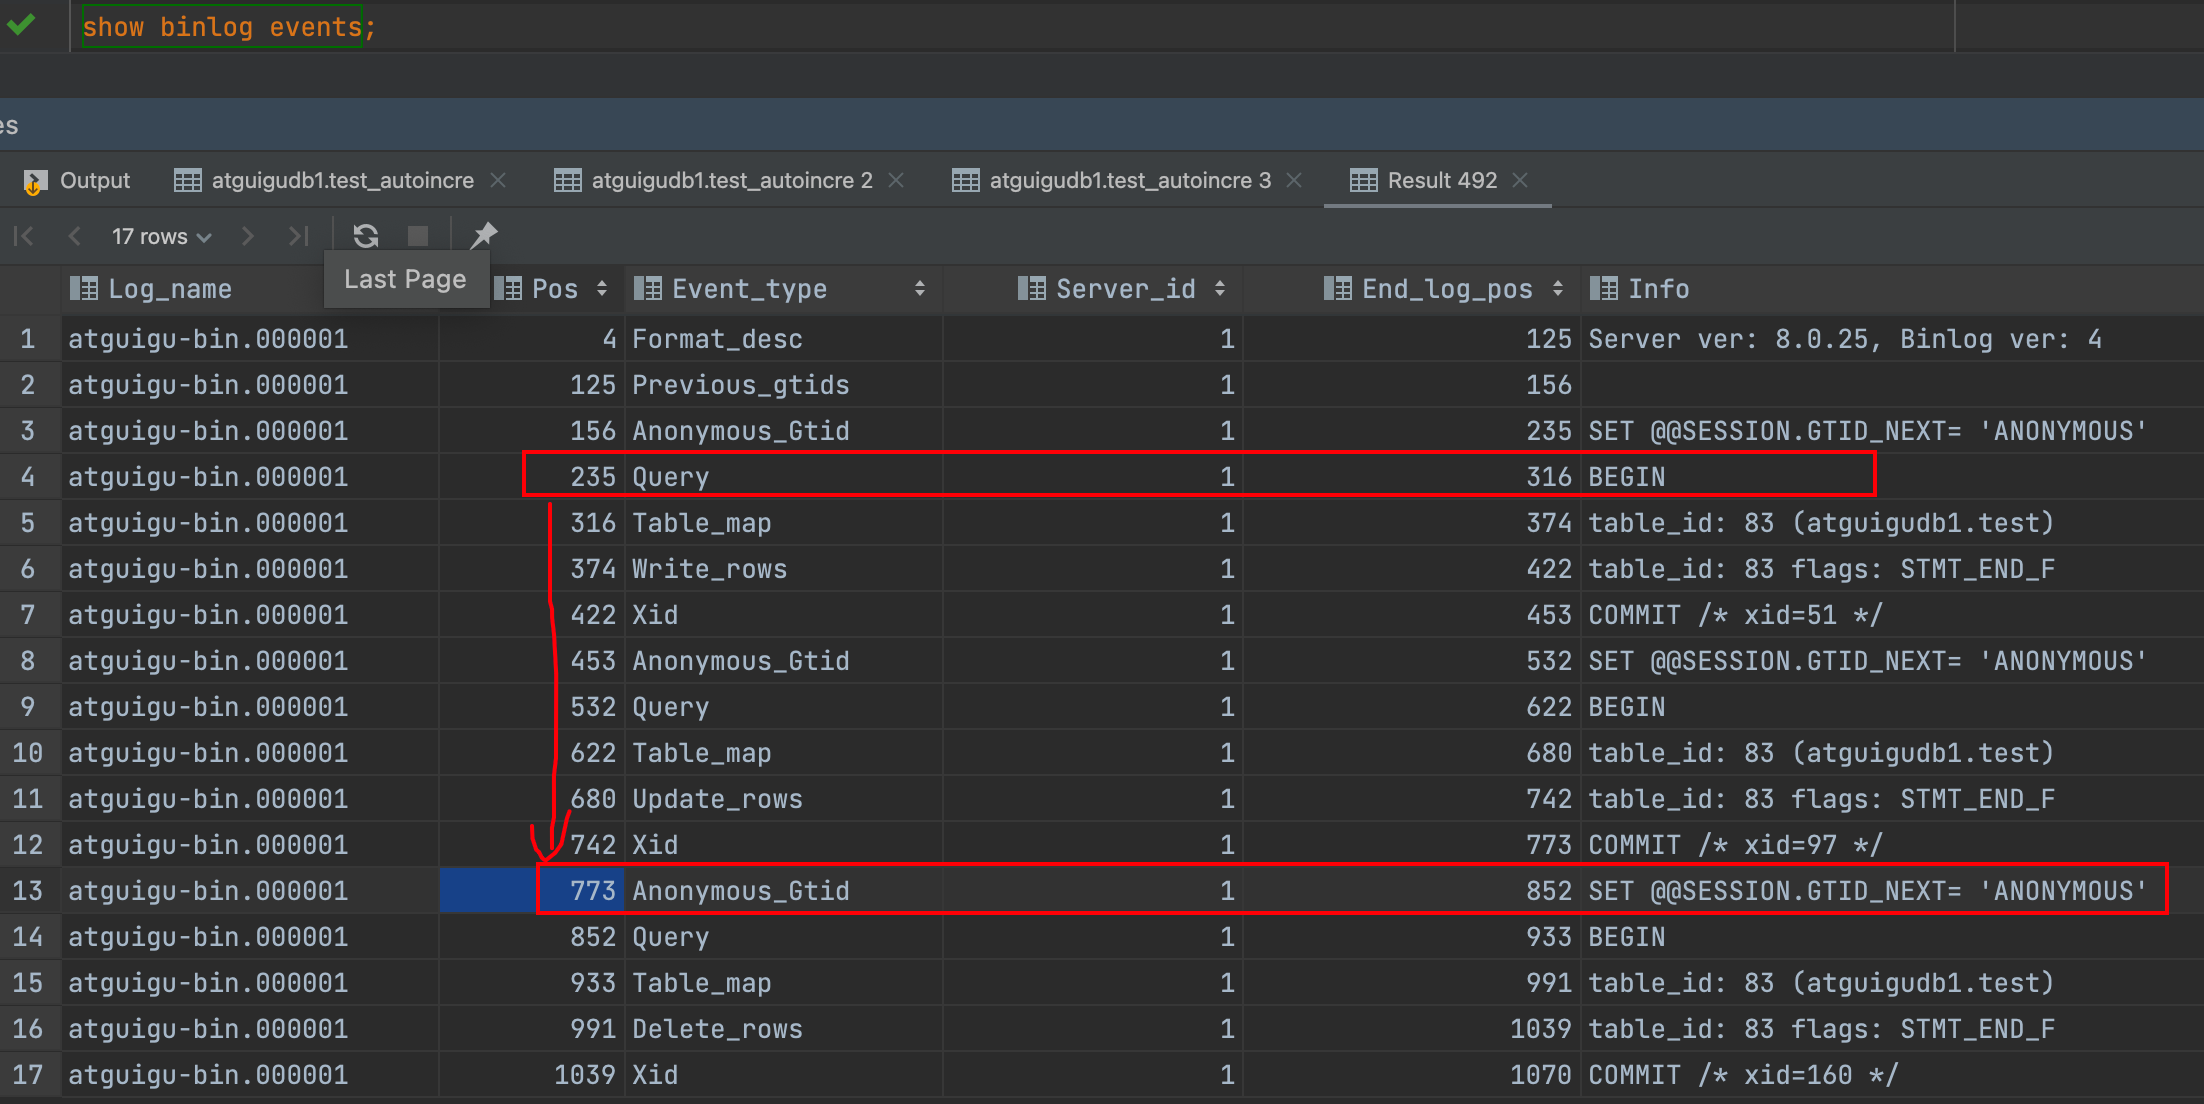 show binlog events;
es
Output atguigudb1.test_autoincre atguigudb1.test_autoincre 2 atguigudb1.test_autoincre 3 Result 492
17 rows
Last Page
Log_name Pos Event_type Server_id End_log_pos Info
1 atguigu-bin.000001 4 Format_desc 1 125 Server ver: 8.0.25, Binlog ver: 4
2 atguigu-bin.000001 125 Previous_gtids 1 156
3 atguigu-bin.000001 156 Anonymous_Gtid 1 235 SET @@SESSION.GTID_NEXT= 'ANONYMOUS'
4 atguigu-bin.000001 235 Query 1 316 BEGIN
5 atguigu-bin.000001 316 Table_map 1 374 table_id: 83 (atguigudb1.test)
6 atguigu-bin.000001 374 Write_rows 1 422 table_id: 83 flags: STMT_END_F
7 atguigu-bin.000001 422 Xid 1 453 COMMIT /* xid=51 */
8 atguigu-bin.000001 453 Anonymous_Gtid 1 532 SET @@SESSION.GTID_NEXT= 'ANONYMOUS'
9 atguigu-bin.000001 532 Query 1 622 BEGIN
10 atguigu-bin.000001 622 Table_map 1 680 table_id: 83 (atguigudb1.test)
11 atguigu-bin.000001 680 Update_rows 1 742 table_id: 83 flags: STMT_END_F
12 atguigu-bin.000001 742 Xid 1 773 COMMIT /* xid=97 */
13 atguigu-bin.000001 773 Anonymous_Gtid 1 852 SET @@SESSION.GTID_NEXT= 'ANONYMOUS'
14 atguigu-bin.000001 852 Query 1 933 BEGIN
15 atguigu-bin.000001 933 Table_map 1 991 table_id: 83 (atguigudb1.test)
16 atguigu-bin.000001 991 Delete_rows 1 1039 table_id: 83 flags: STMT_END_F
17 atguigu-bin.000001 1039 Xid 1 1070 COMMIT /* xid=160 */